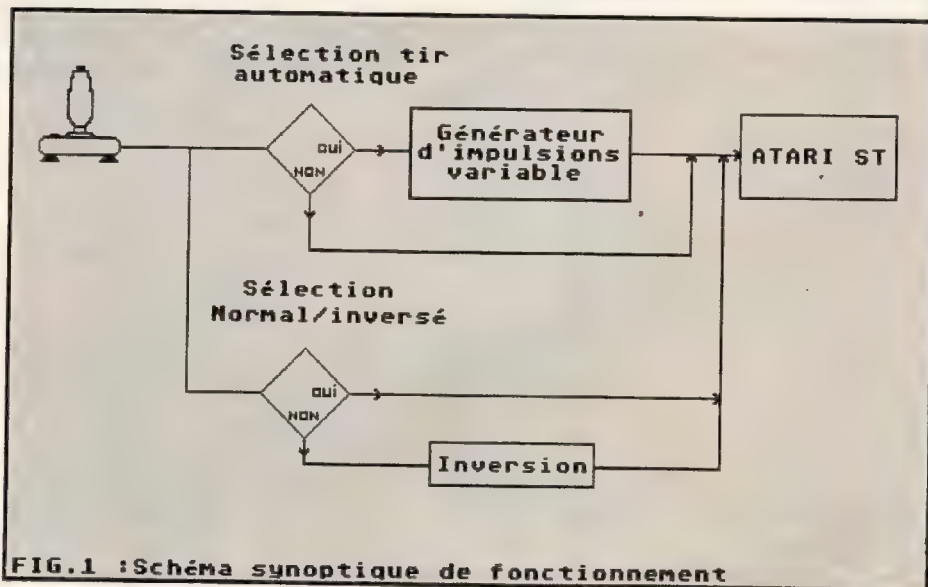 Sélection tir
automatique
oui
NON
Générateur
d'impulsions
variable
ATARI ST
Sélection
Normal/inversé
oui
NON
Inversion
FIG.1 :Schéma synoptique de fonctionnement